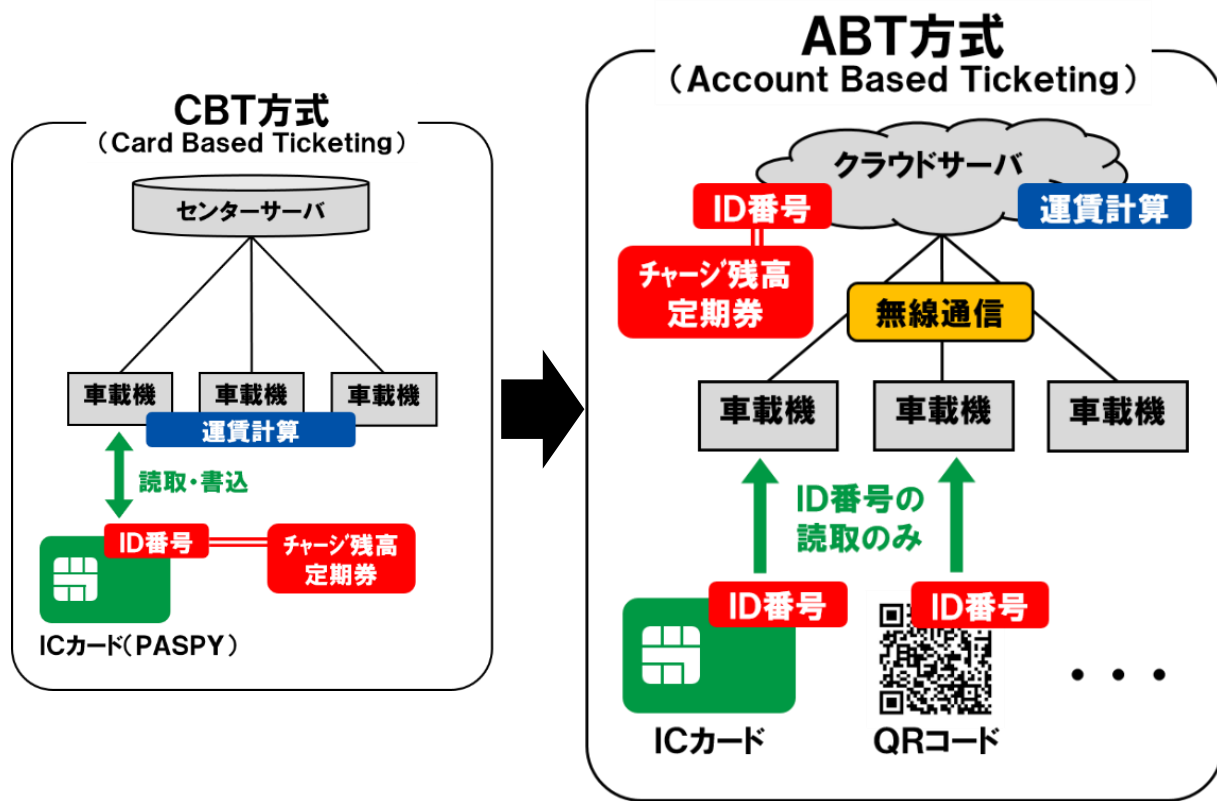 CBT方式
（Card Based Ticketing）
センターサーバ
車載機
車載機
車載機
運賃計算
読取・書込
ID番号
チャージ残高
定期券
ICカード（PASPY）
ABT方式
（Account Based Ticketing）
クラウドサーバ
ID番号
運賃計算
チャージ残高
定期券
無線通信
車載機
車載機
車載機
ID番号の
読取のみ
ID番号
ID番号
ICカード
QRコード
・・・